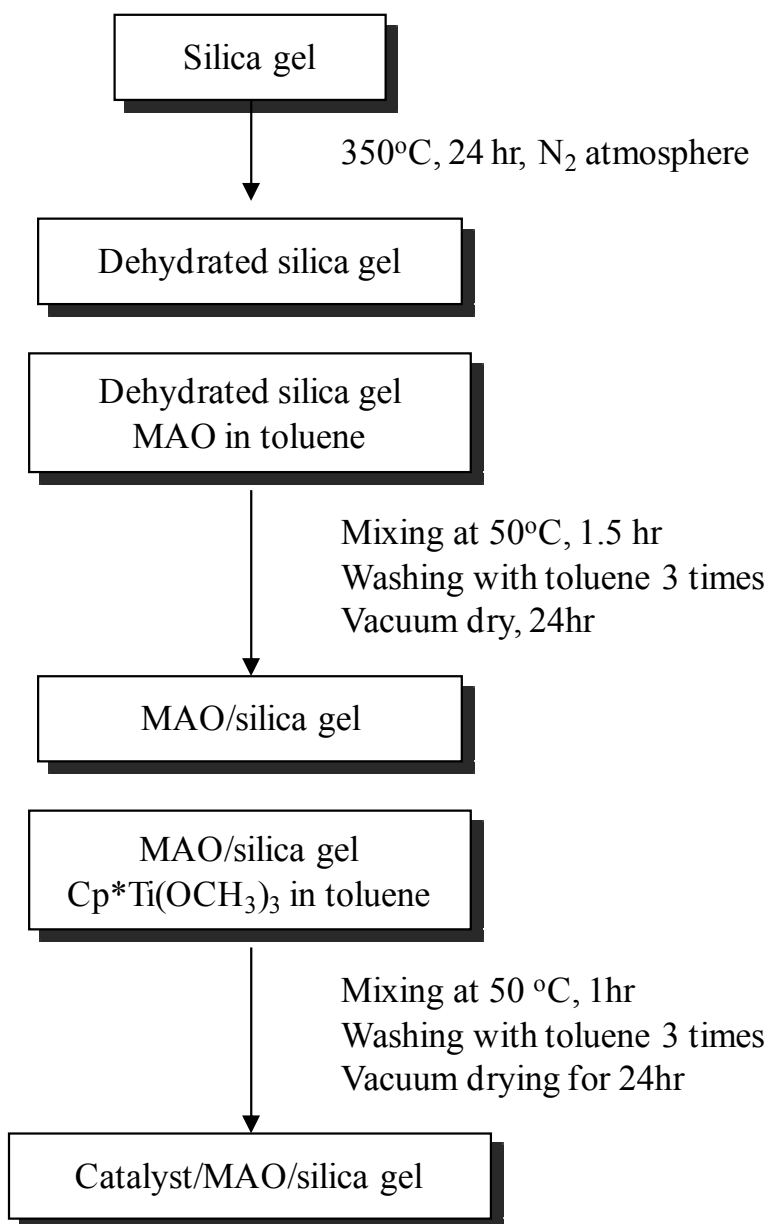 Silica gel
350°C, 24 hr, N₂ atmosphere
Dehydrated silica gel
Dehydrated silica gel
MAO in toluene
Mixing at 50°C, 1.5 hr
Washing with toluene 3 times
Vacuum dry, 24hr
MAO/silica gel
MAO/silica gel
Cp*Ti(OCH₃)₃ in toluene
Mixing at 50 °C, 1hr
Washing with toluene 3 times
Vacuum drying for 24hr
Catalyst/MAO/silica gel